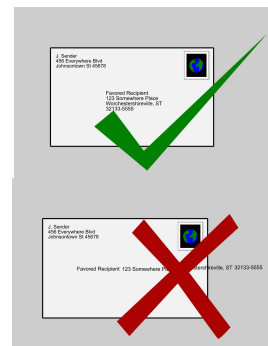 J. Sender
456 Everywhere Blvd
Johnsontown St 45678
Favored Recipient
123 Somewhere Place
Worchestershireville, ST
32133-5555
J. Sender
456 Everywhere Blvd
Johnsontown St 45678
Favored Recipient 123 Somewhere ST 32133-5555